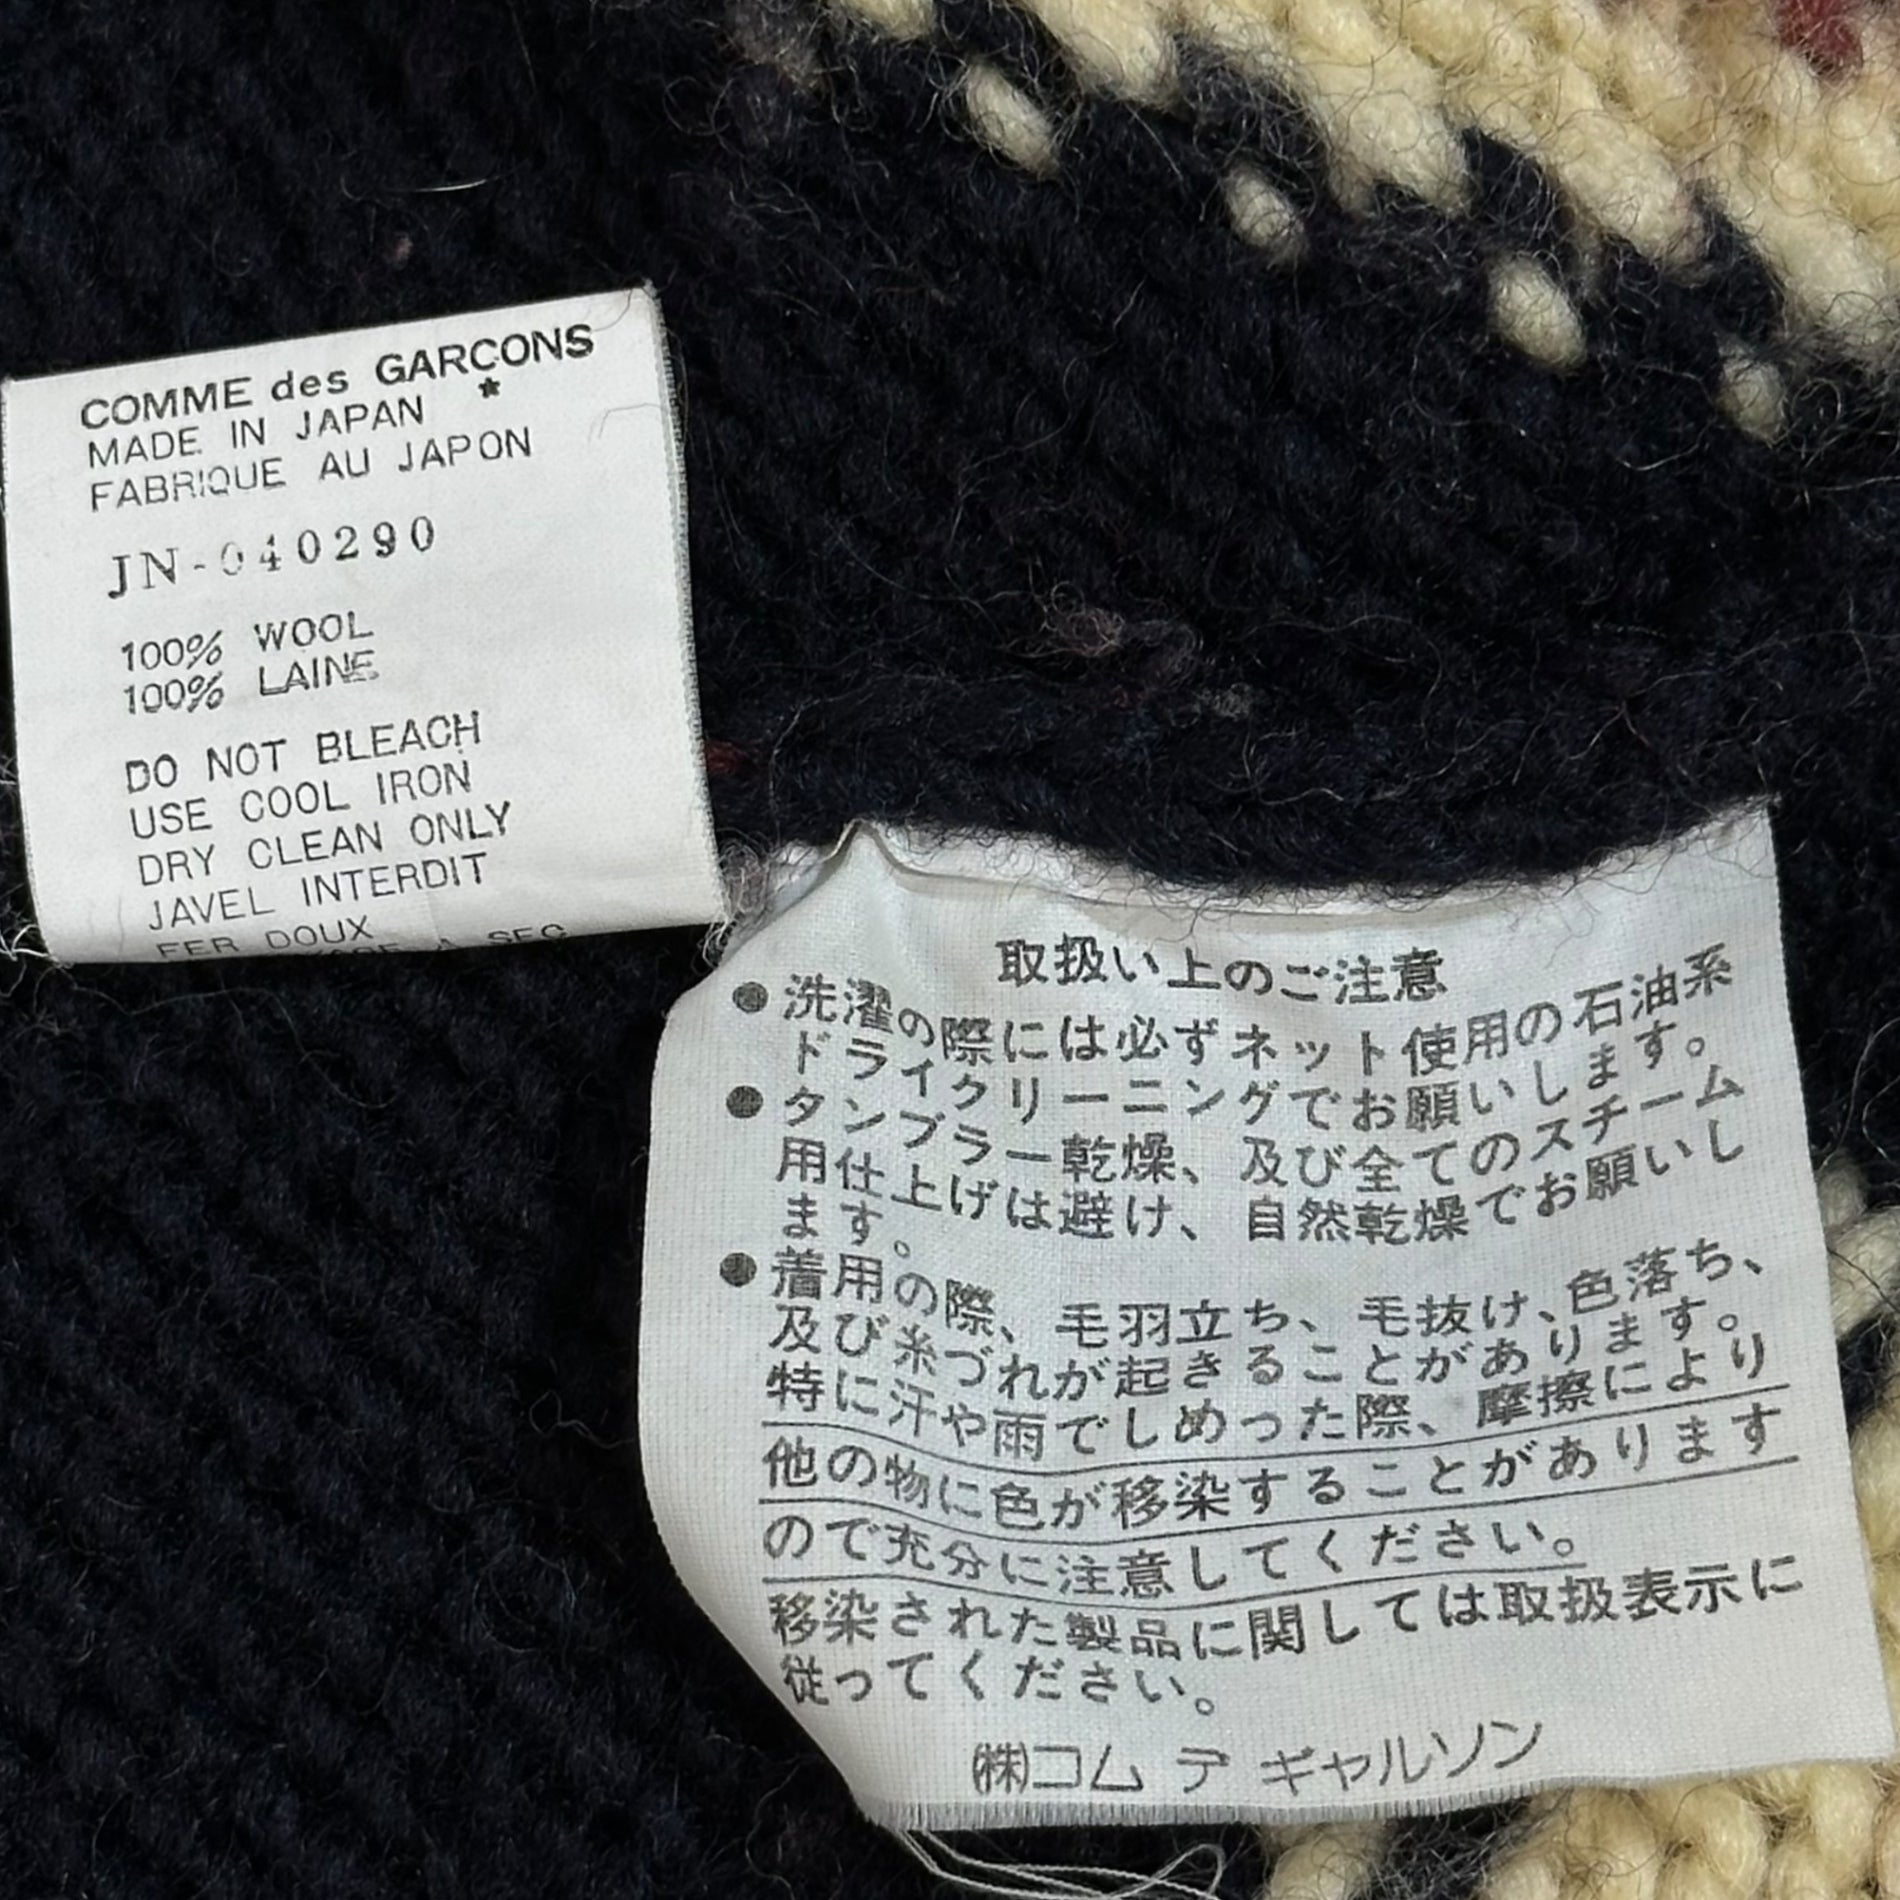 COMME des GARÇONS
MADE IN JAPAN
FABRIQUE AU JAPON
JN-040290
100% WOOL
100% LAINE
DO NOT BLEACH
USE COOL IRON
DRY CLEAN ONLY
JAVEL INTERDIT
FER DOUX
A SEC
取扱い上のご注意
●洗濯の際には必ずネット使用の石油系
ドライクリーニングでお願いします。
●タンブラー乾燥、及び全てのスチーム
用仕上げは避け、自然乾燥でお願いし
ます。
●着用の際、毛羽立ち、毛抜け、色落ち、
及び糸づれが起きることがあります。
特に汗や雨でしめった際、摩擦により
他の物に色が移染することがあります
ので充分に注意してください。
移染された製品に関しては取扱表示に
従ってください。
㈱コム デ ギャルソン